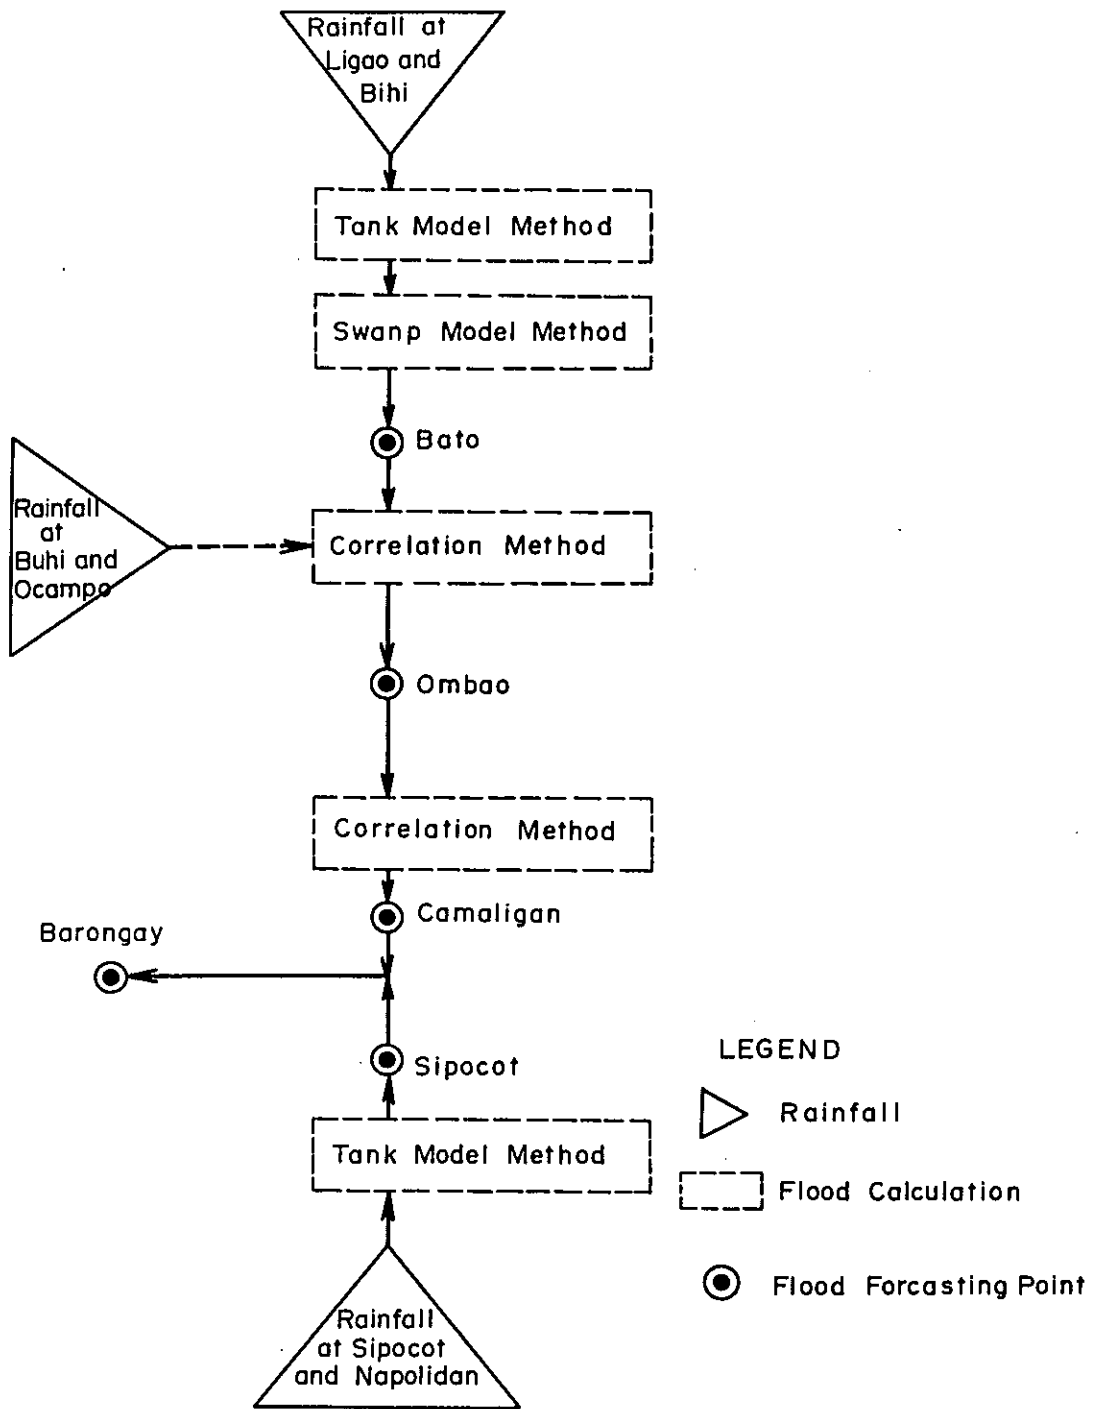 Rainfall at
Ligao and
Bihi
Tank Model Method
Swanp Model Method
Bato
Rainfall
at
Buhi and
Ocampo
Correlation Method
Ombao
Correlation Method
Camaligan
Barongay
Sipocot
Tank Model Method
Rainfall
at Sipocot
and Napolidan
LEGEND
Rainfall
Flood Calculation
Flood Forcasting Point